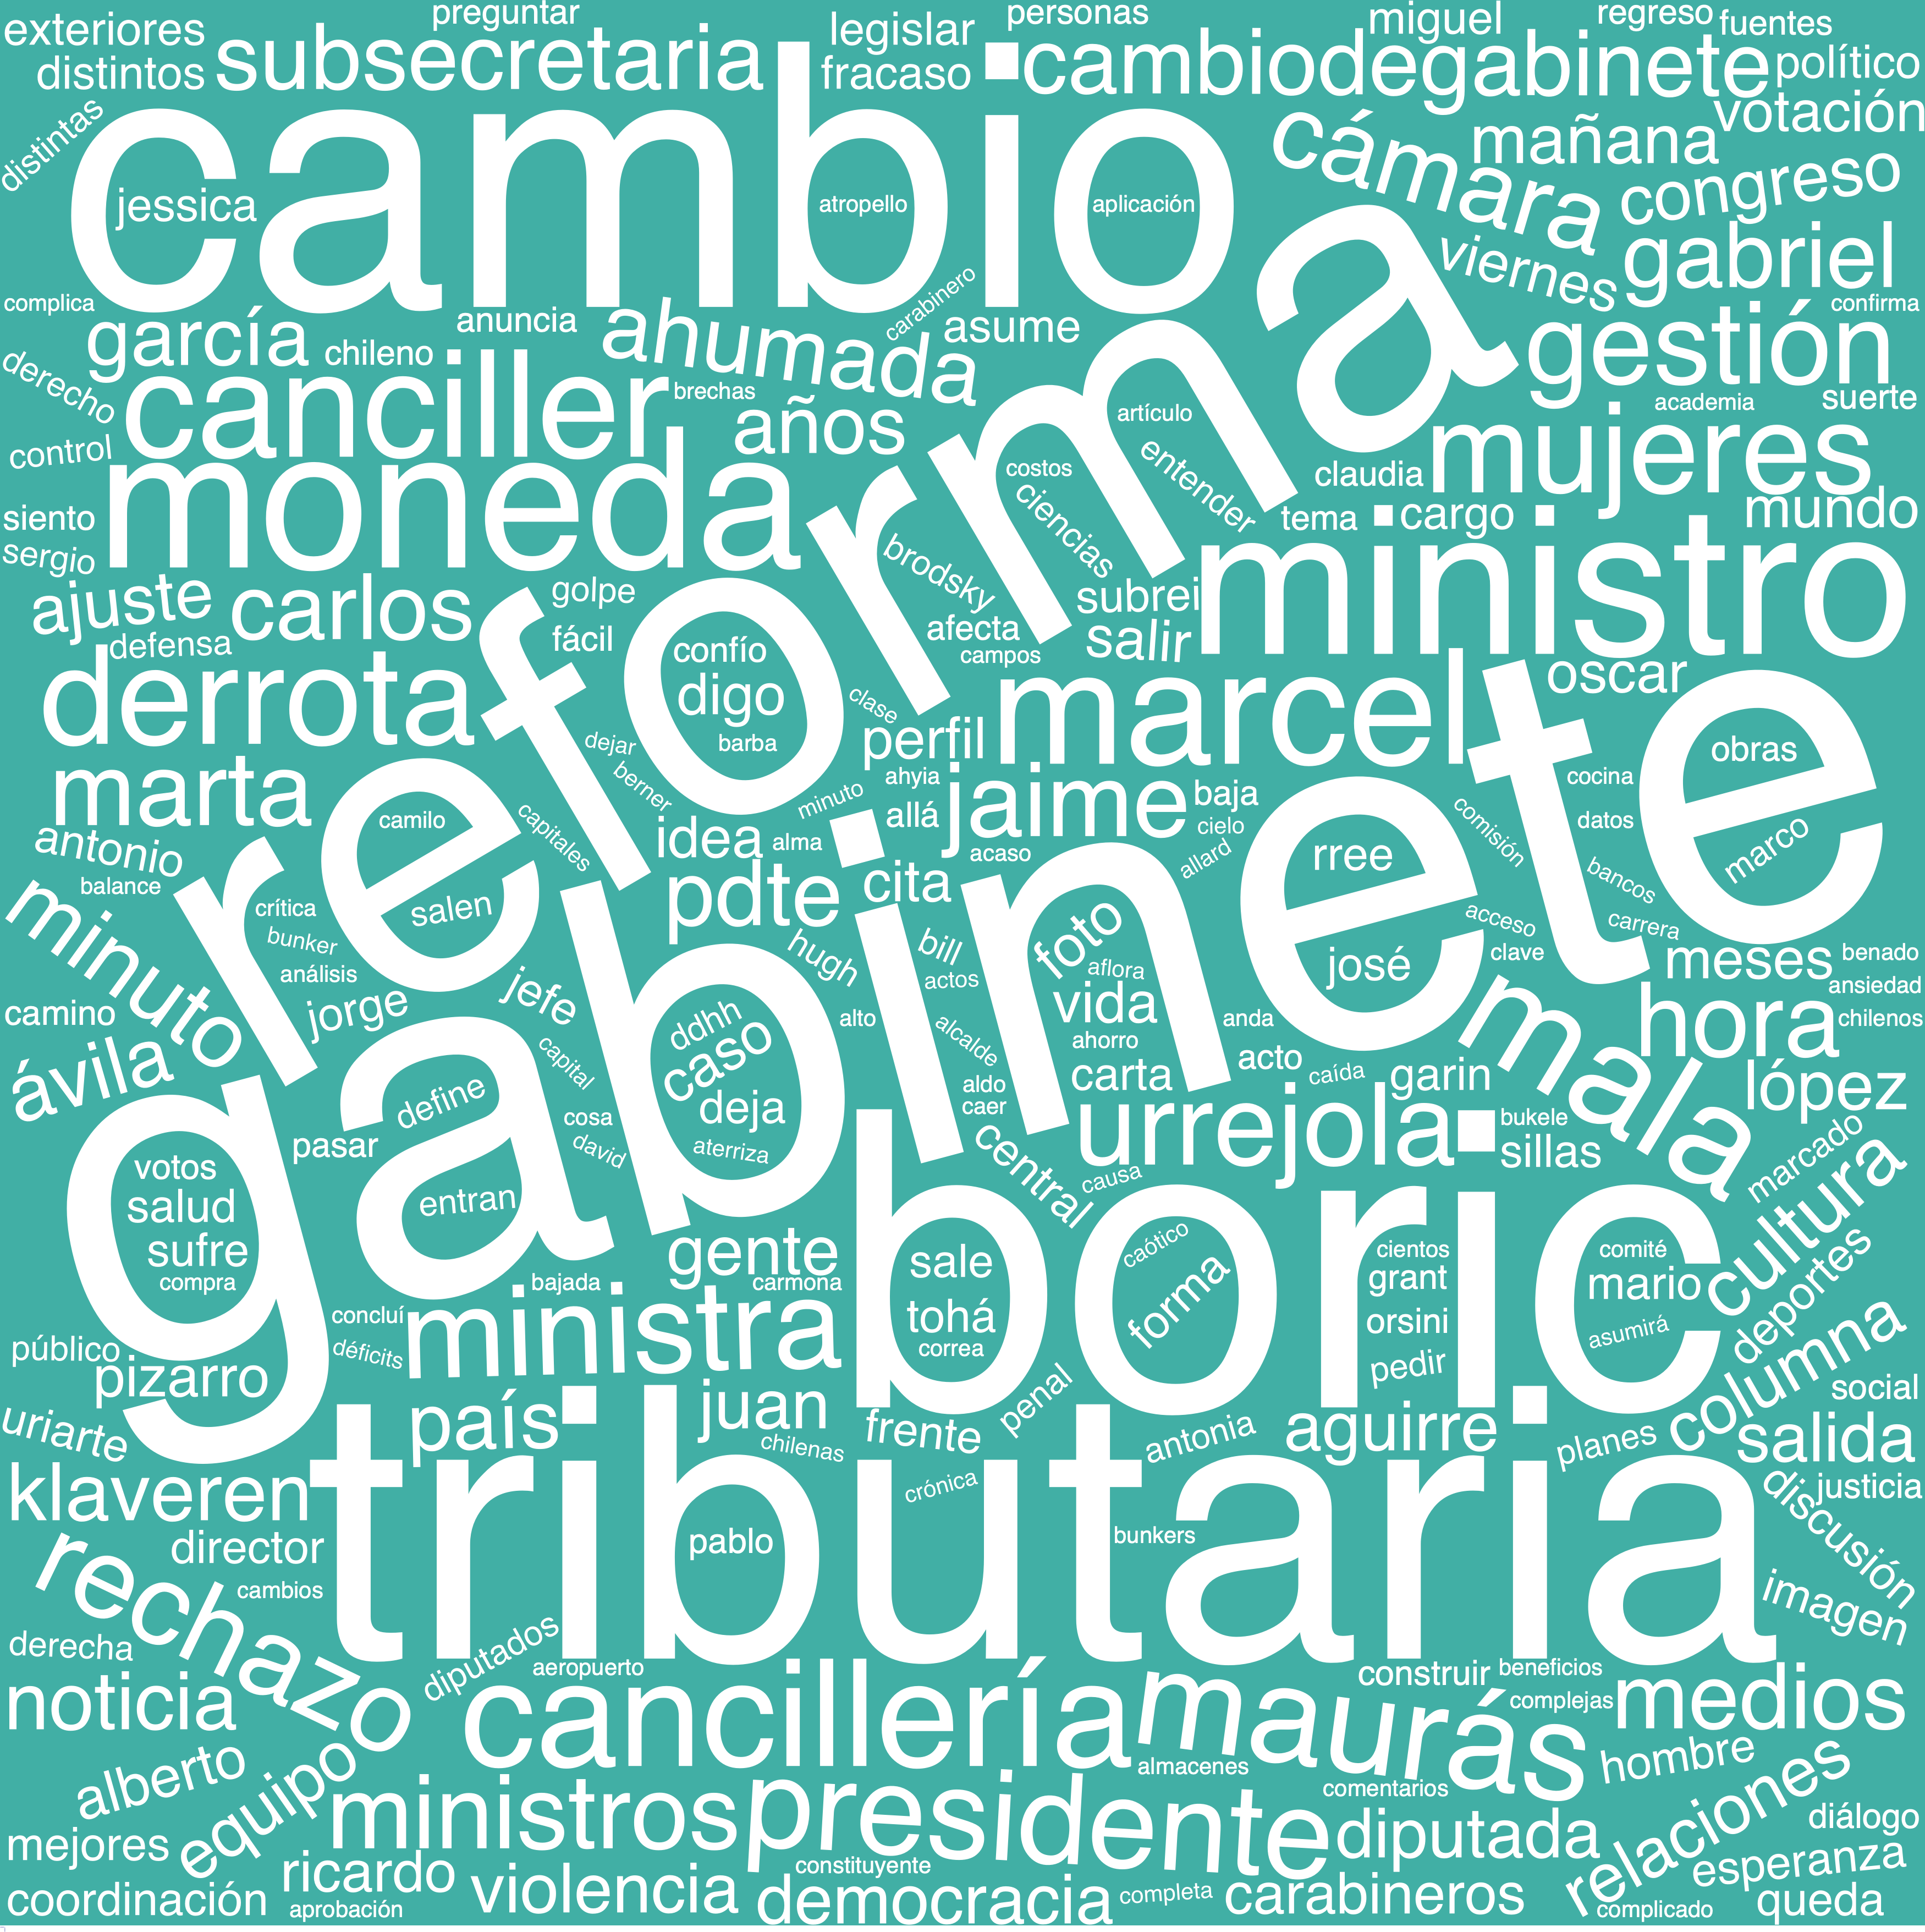 preguntar
personas
miguel
regreso
fuentes
exteriores
legislar
subsecretaria
cambiodegabinete
distintos
fracaso
político
distintas
cambio
cámara
mañana
votación
congreso
jessica
atropello
aplicación
viernes
gabriel
complica
carabinero
confirma
garcía
anuncia
ahumada
asume
gestión
chileno
derecho
canciller
brechas
academia
suerte
años
artículo
control
moneda
costos
entender
claudia
mujeres
siento
ciencias
tema
cargo
mundo
sergio
reforma
brodsky
ministro
ajuste
carlos
golpe
subrei
defensa
fácil
confío
afecta
salir
campos
derrota
digo
clase
marcel
oscar
dejar
barba
perfil
obras
marta
berner
ahyia
cocina
minuto
allá
jaime
baja
camilo
capitales
idea
alma
cielo
comisión
datos
antonio
acaso
allard
rree
marco
balance
pdte
cita
bancos
minuto
crítica
salen
foto
acceso
carrera
bunker
hugh
bill
clave
meses
benado
análisis
jefe
aflora
josé
actos
ansiedad
camino
jorge
ddhh
alto
vida
anda
mala
hora
chilenos
ávila
capital
caso
alcalde
ahorro
gabinete
define
aldo
carta
acto
caída
garin
lópez
cosa
deja
caer
urrejola
bukele
pasar
david
aterriza
central
sillas
marcado
votos
causa
salud
entran
boric
cultura
sufre
gente
sale
caótico
cientos
comité
compra
bajada
carmona
grant
mario
deportes
concluí
ministra
tohá
forma
orsini
asumirá
público
déficits
correa
pedir
columna
pizarro
penal
social
uriarte
país
juan
frente
antonia
aguirre
planes
salida
chilenas
klaveren
tributaria
crónica
discusión
justicia
director
pablo
bunkers
rechazo
cambios
imagen
derecha
diputados
aeropuerto
construir
beneficios
noticia
cancillería
maurás
complejas
medios
alberto
equipo
almacenes
hombre
comentarios
relaciones
ministros
presidente
diputada
diálogo
mejores
constituyente
ricardo
violencia
esperanza
coordinación
aprobación
democracia
completa
carabineros
complicado
queda